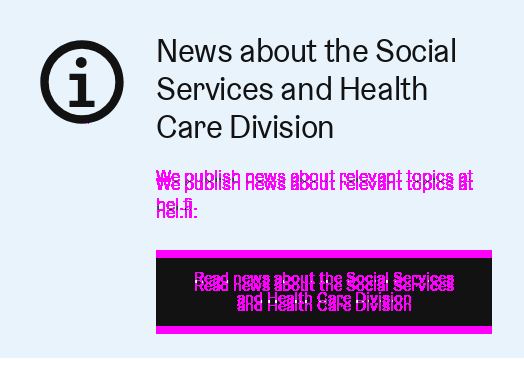 News about the Social
Services and Health
Care Division
We publish news about relevant topics at
hel.fi.
Read news about the Social Services
and Health Care Division